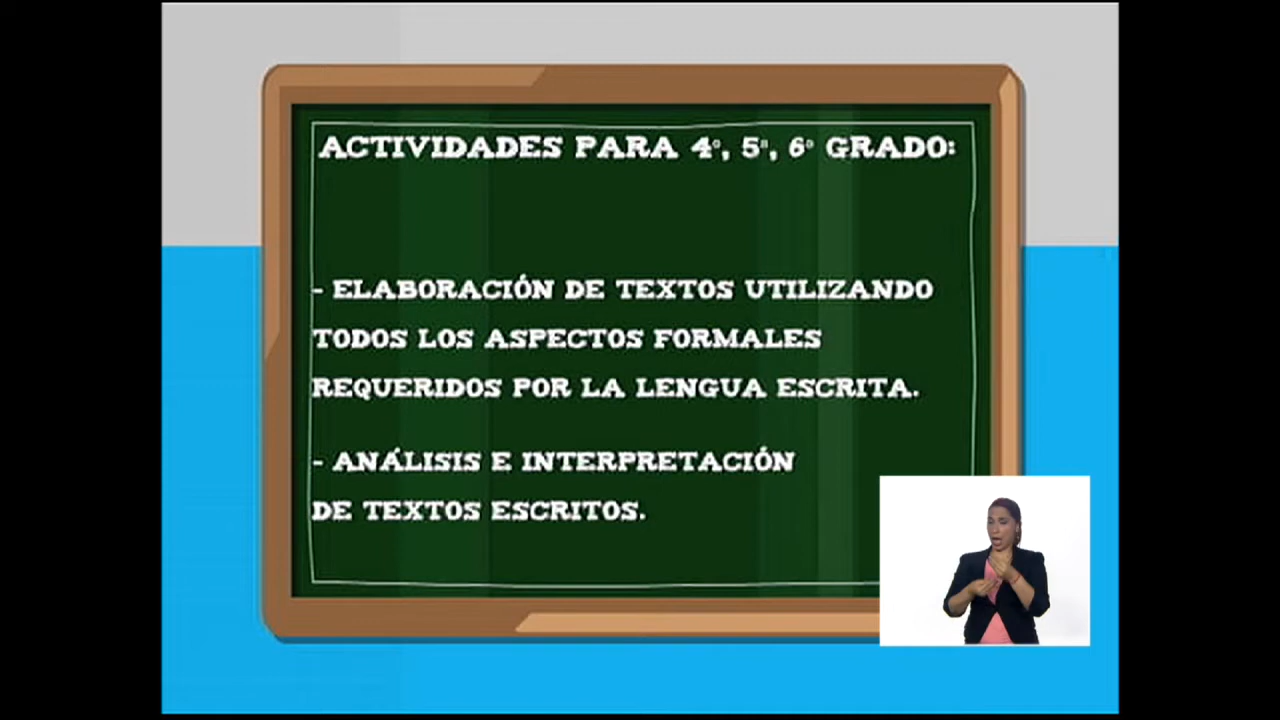 ACTIVIDADES PARA 4º, 5º, 6º GRADO:
- ELABORACIÓN DE TEXTOS UTILIZANDO
TODOS LOS ASPECTOS FORMALES
REQUERIDOS POR LA LENGUA ESCRITA.
- ANÁLISIS E INTERPRETACIÓN
DE TEXTOS ESCRITOS.